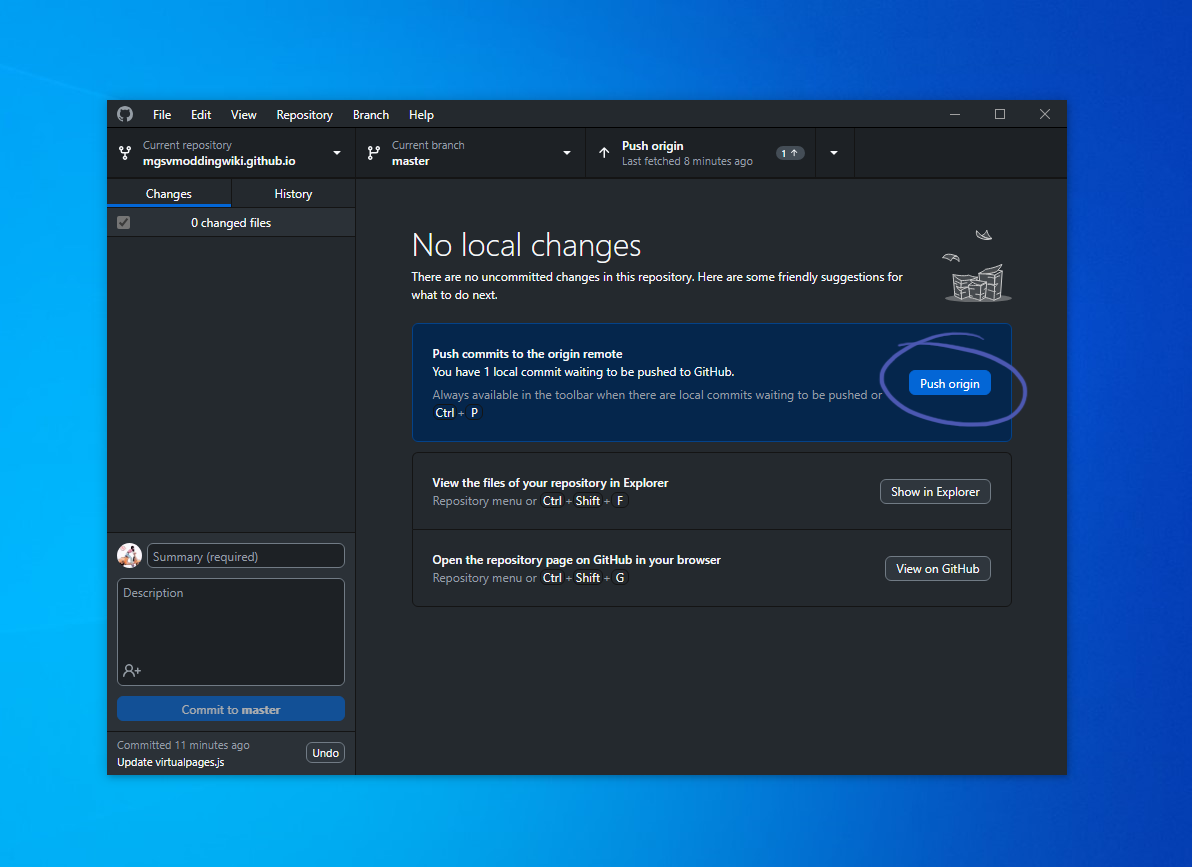 File Edit View Repository Branch Help
Current repository
mgsvmoddingwiki.github.io
Current branch
master
Push origin
Last fetched 8 minutes ago
1
Changes
History
0 changed files
No local changes
There are no uncommitted changes in this repository. Here are some friendly suggestions for
what to do next.
Push commits to the origin remote
You have 1 local commit waiting to be pushed to GitHub.
Always available in the toolbar when there are local commits waiting to be pushed or
Ctrl + P
Push origin
View the files of your repository in Explorer
Repository menu or Ctrl + Shift + F
Show in Explorer
Open the repository page on GitHub in your browser
Repository menu or Ctrl + Shift + G
View on GitHub
Summary (required)
Description
Commit to master
Committed 11 minutes ago
Update virtualpages.js
Undo